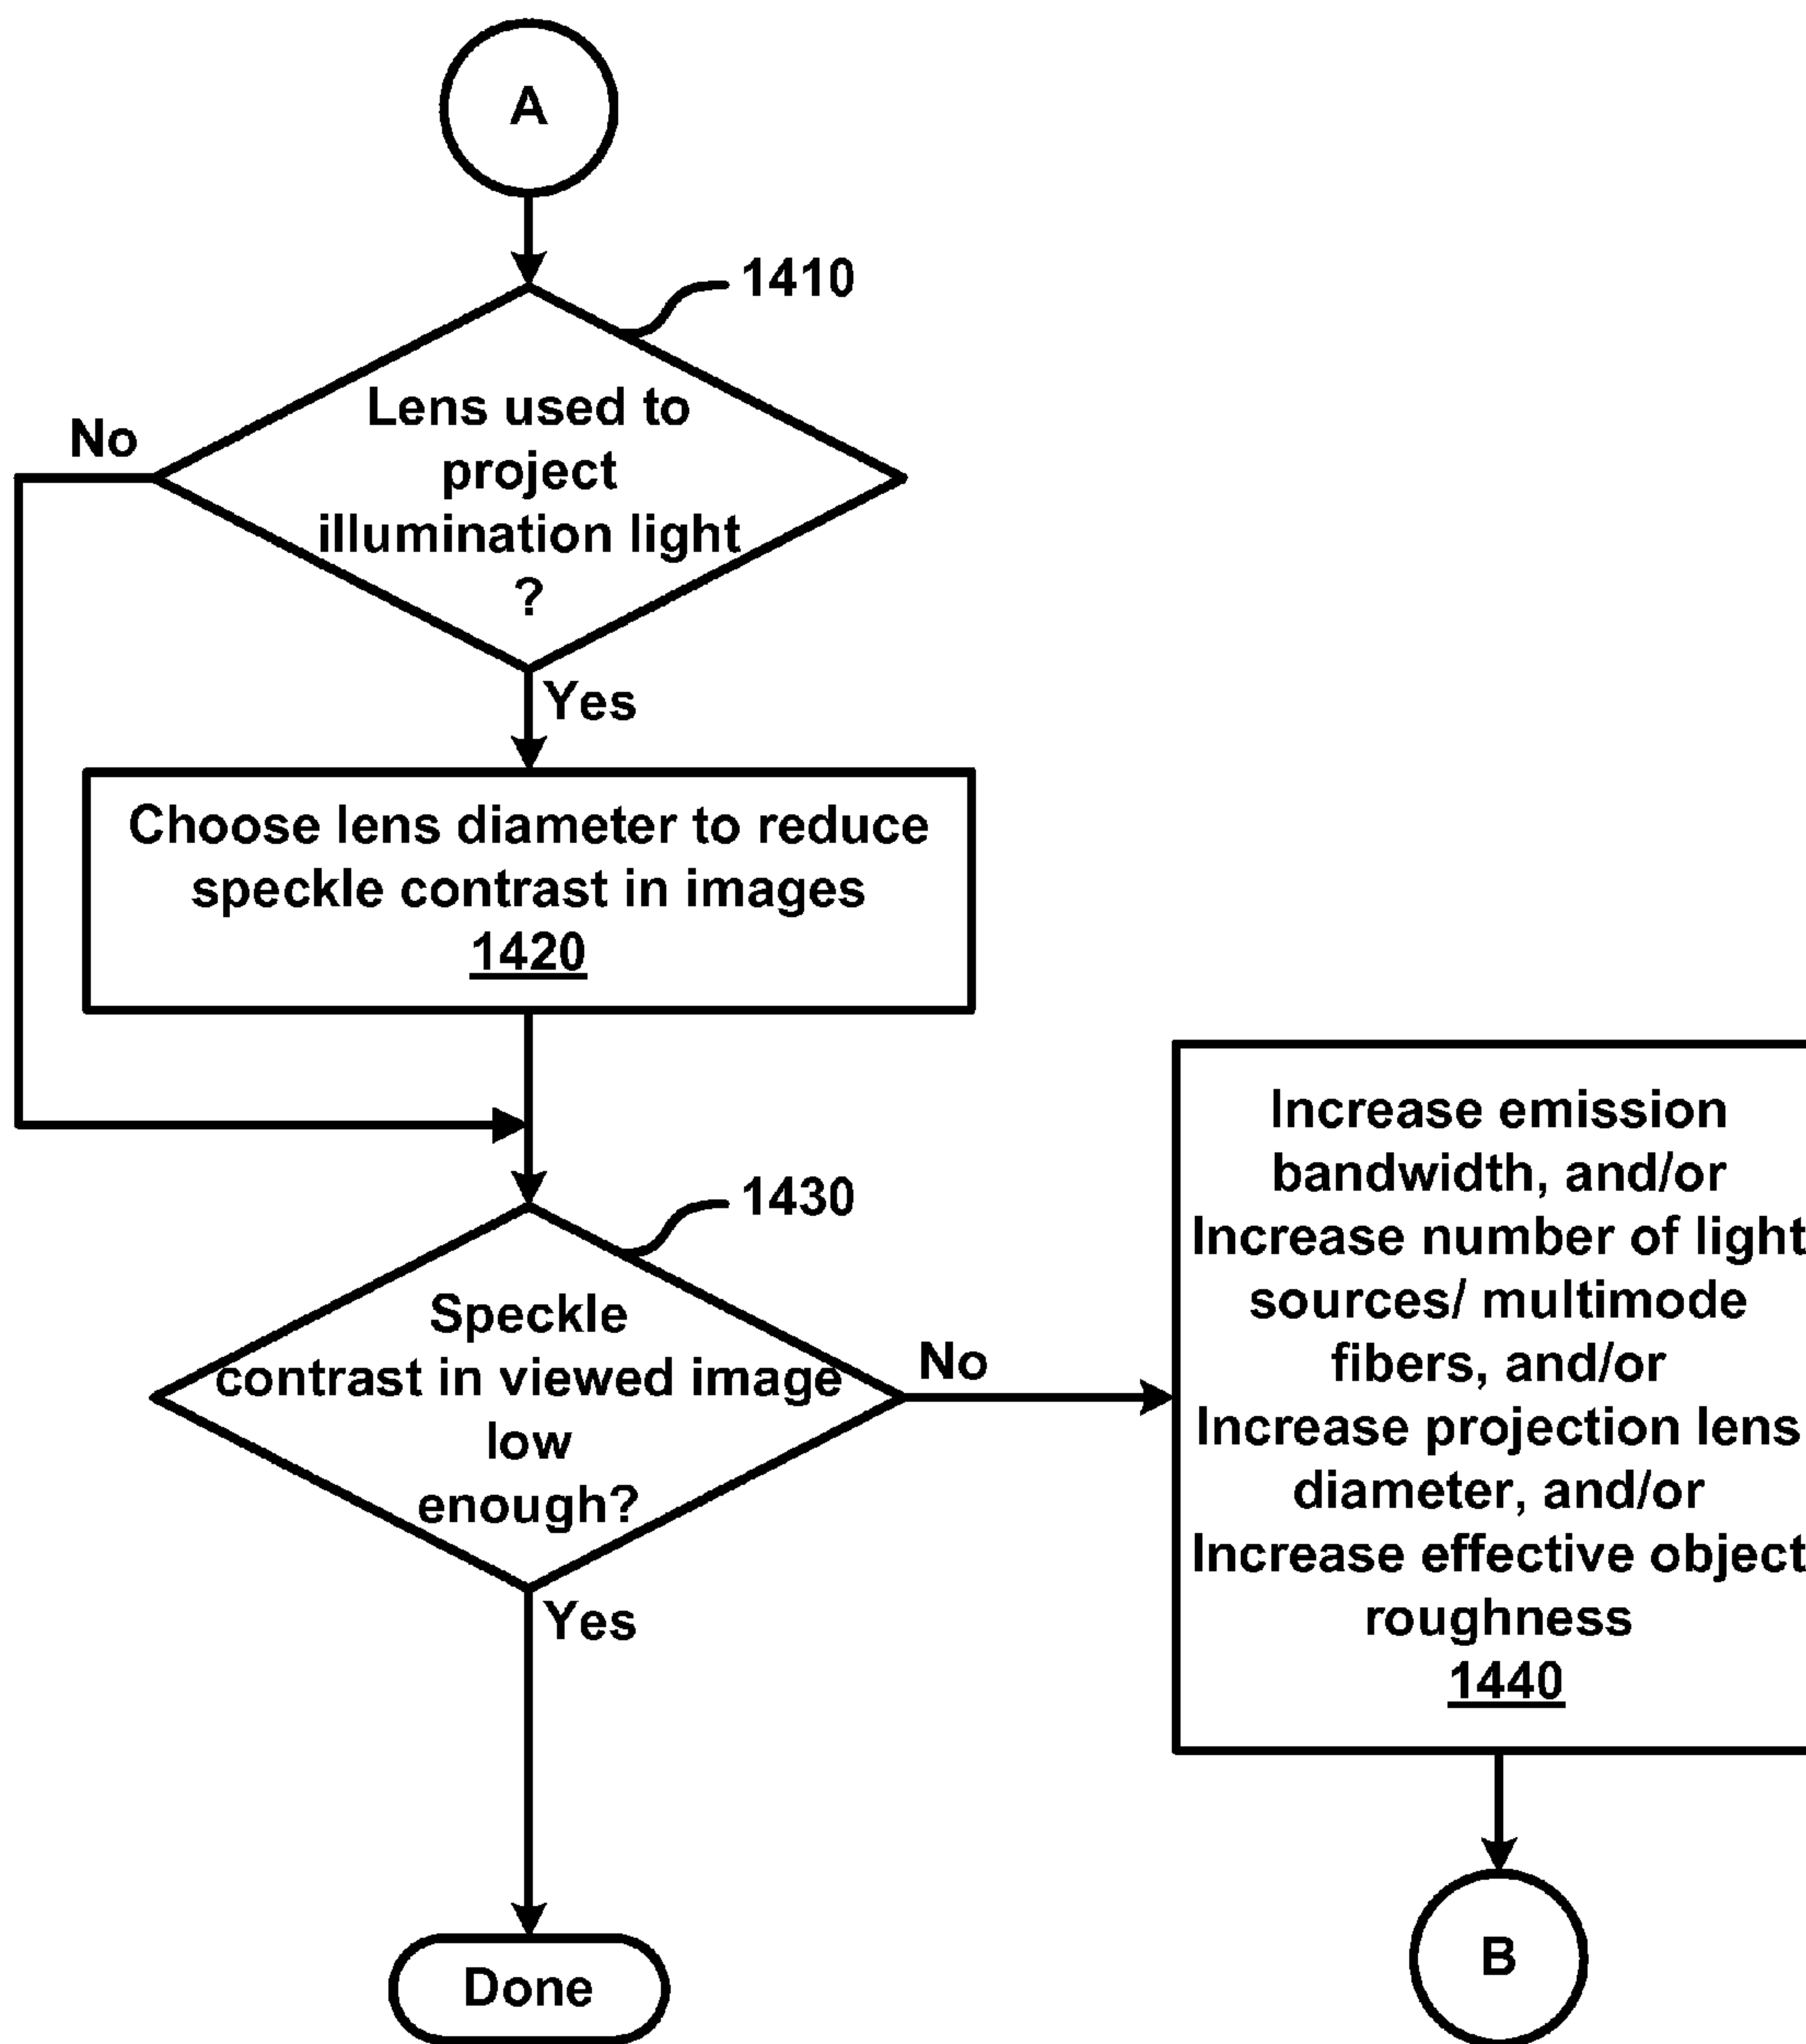 A
1410
Lens used to
project
illumination light
?
No
Yes
Choose lens diameter to reduce
speckle contrast in images
1420
1430
Speckle
contrast in viewed image
low
enough?
No
Yes
Increase emission
bandwidth, and/or
Increase number of light
sources/ multimode
fibers, and/or
Increase projection lens
diameter, and/or
Increase effective object
roughness
1440
Done
B